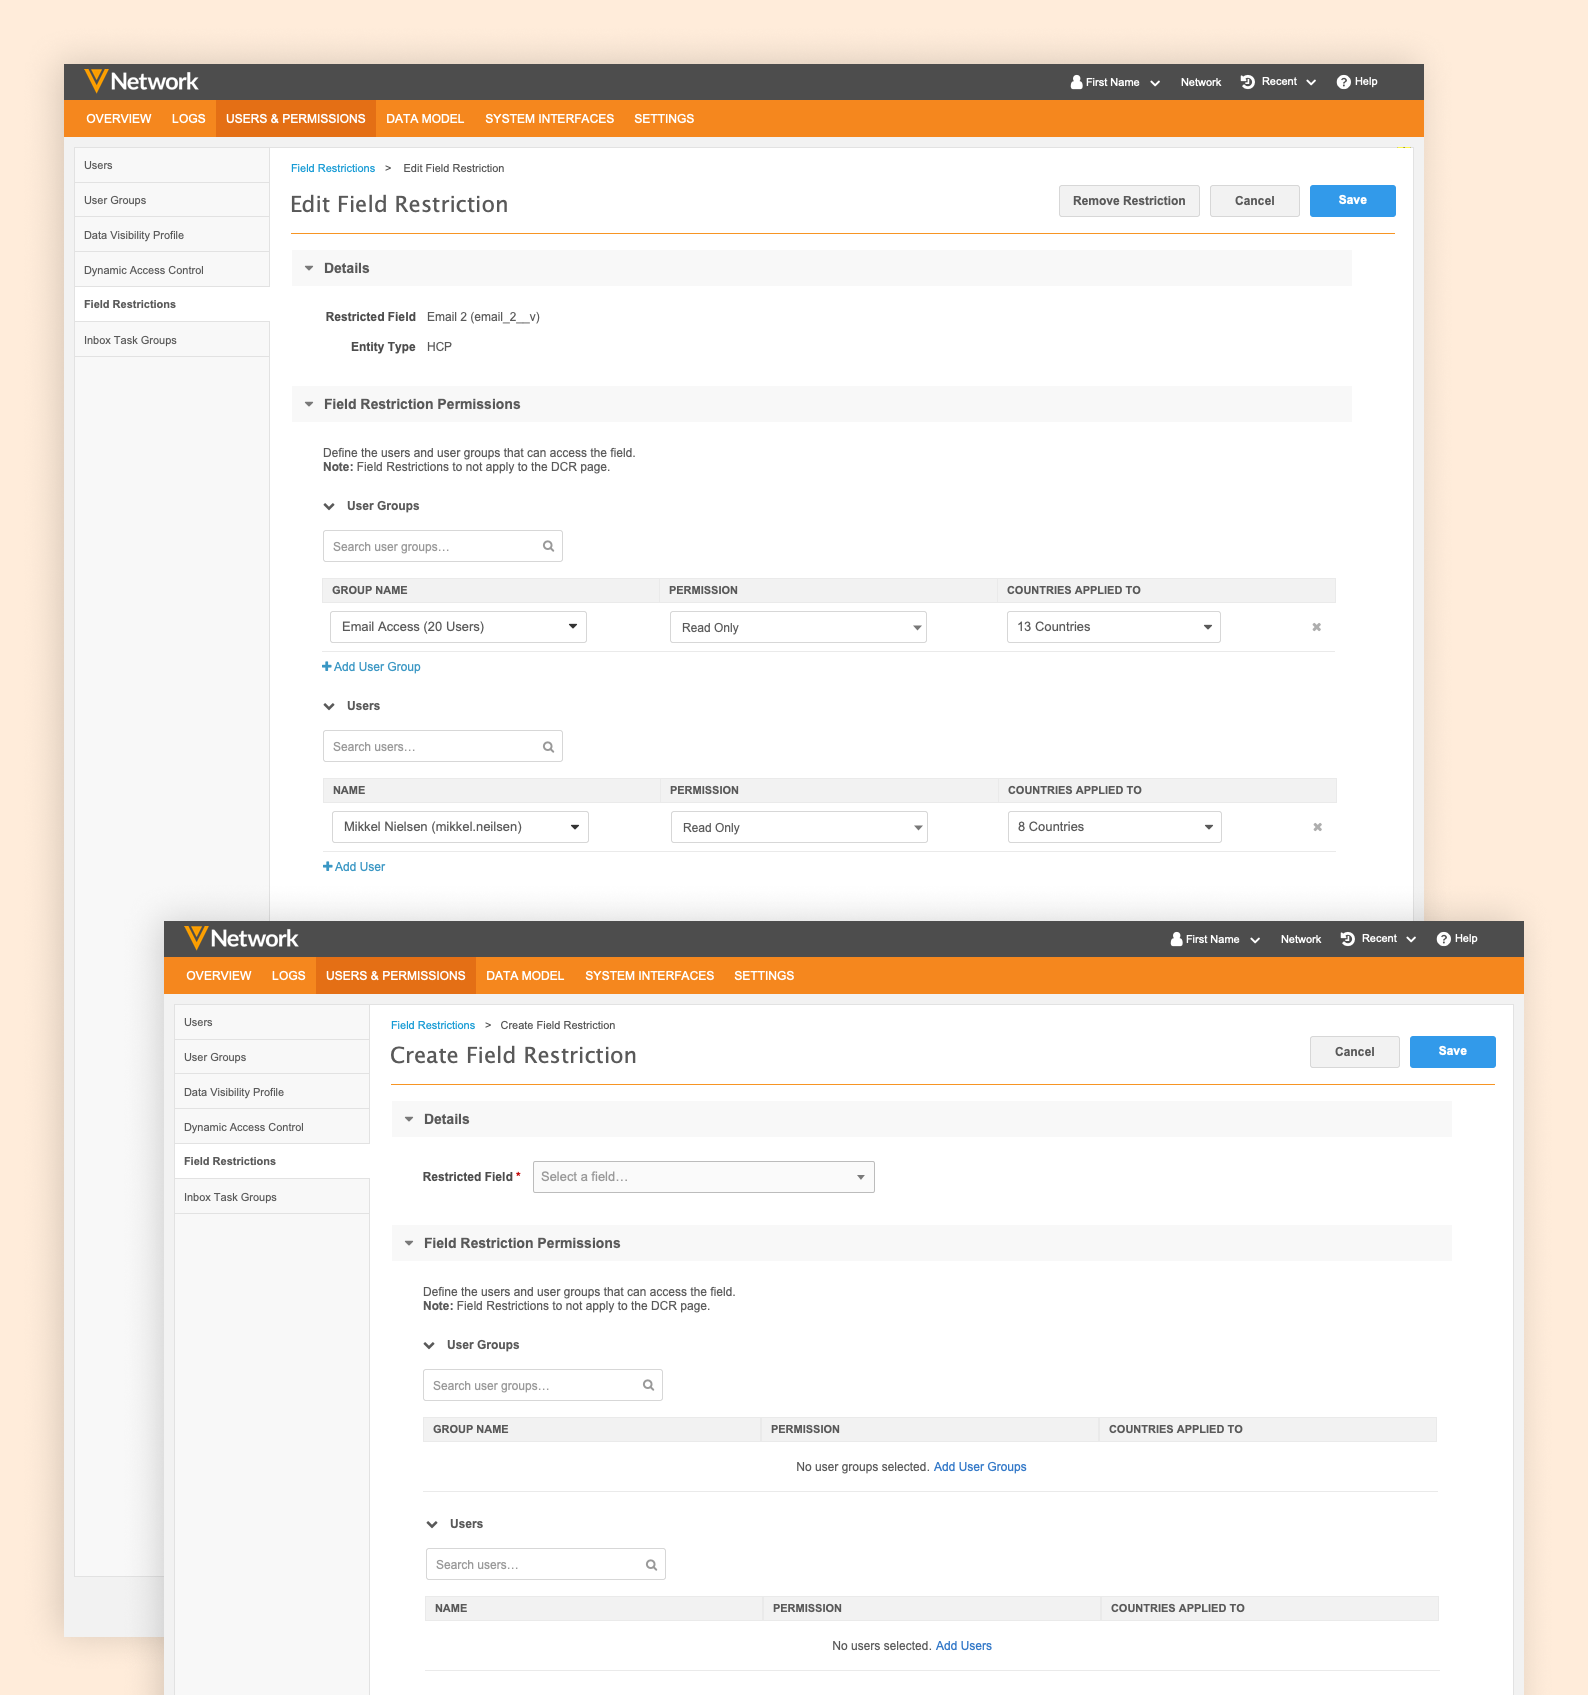 Network
First Name Network Recent Help
OVERVIEW LOGS USERS & PERMISSIONS DATA MODEL SYSTEM INTERFACES SETTINGS
Users
User Groups
Data Visibility Profile
Dynamic Access Control
Field Restrictions
Inbox Task Groups
Field Restrictions > Edit Field Restriction
Edit Field Restriction
Remove Restriction Cancel Save
Details
Restricted Field Email 2 (email_2__v)
Entity Type HCP
Field Restriction Permissions
Define the users and user groups that can access the field.
Note: Field Restrictions to not apply to the DCR page.
User Groups
Search user groups…
GROUP NAME PERMISSION COUNTRIES APPLIED TO
Email Access (20 Users) Read Only 13 Countries
Add User Group
Users
Search users…
NAME PERMISSION COUNTRIES APPLIED TO
Mikkel Nielsen (mikkel.neilsen) Read Only 8 Countries
Add User
Network
First Name Network Recent Help
OVERVIEW LOGS USERS & PERMISSIONS DATA MODEL SYSTEM INTERFACES SETTINGS
Users
User Groups
Data Visibility Profile
Dynamic Access Control
Field Restrictions
Inbox Task Groups
Field Restrictions > Create Field Restriction
Create Field Restriction
Cancel Save
Details
Restricted Field * Select a field…
Field Restriction Permissions
Define the users and user groups that can access the field.
Note: Field Restrictions to not apply to the DCR page.
User Groups
Search user groups…
GROUP NAME PERMISSION COUNTRIES APPLIED TO
No user groups selected. Add User Groups
Users
Search users…
NAME PERMISSION COUNTRIES APPLIED TO
No users selected. Add Users